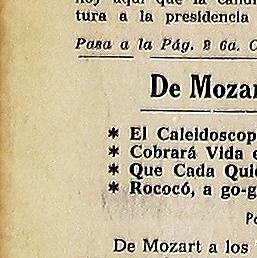 hoy aquí que la candi
tura a la presidencia
Pasa a la Pág. 2 6a. C
De Mozar
* El Caleidoscop
* Cobrará Vida e
* Que Cada Qui
* Rococó, a go-g
Po
De Mozart a los